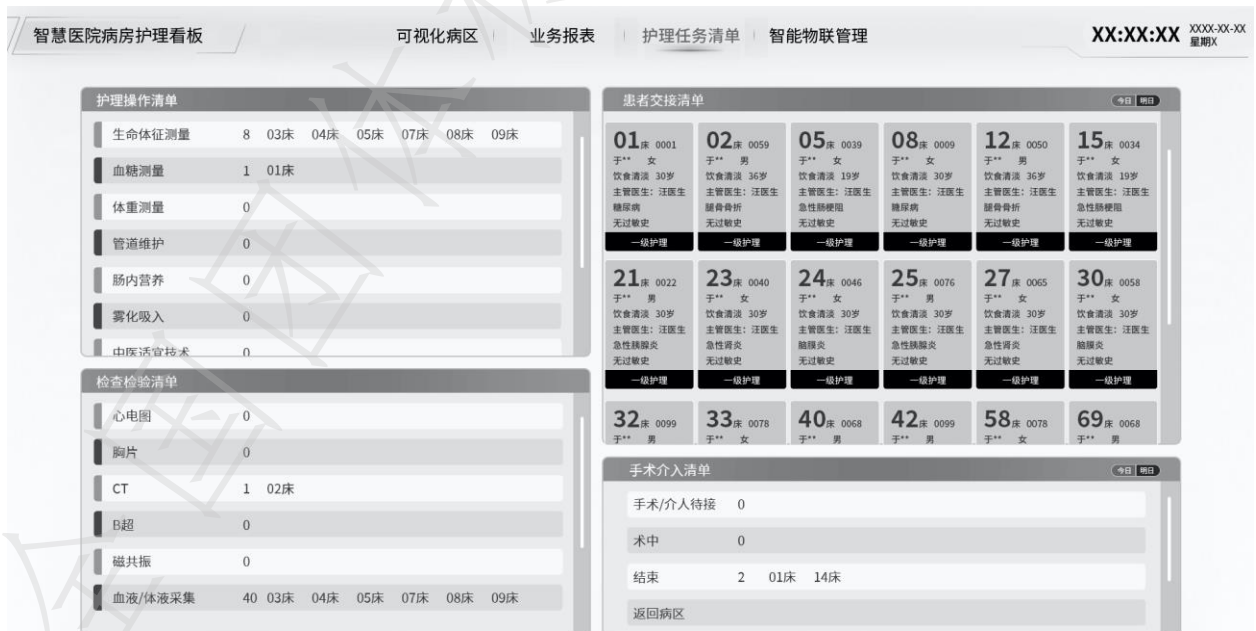 智慧医院病房护理看板
可视化病区 业务报表 护理任务清单 智能物联管理
XX:XX:XX XXXX-XX-XX 星期X
护理操作清单
生命体征测量 8 03床 04床 05床 07床 08床 09床
血糖测量 1 01床
体重测量 0
管道维护 0
肠内营养 0
雾化吸入 0
中医适宜技术 0
检查检验清单
心电图 0
胸片 0
CT 1 02床
B超 0
磁共振 0
血液/体液采集 40 03床 04床 05床 07床 08床 09床
患者交接清单 今日 明日
01床 0001 02床 0059 05床 0039 08床 0009 12床 0050 15床 0034
于** 女 于** 男 于** 女 于** 女 于** 男 于** 女
饮食清淡 30岁 饮食清淡 36岁 饮食清淡 19岁 饮食清淡 30岁 饮食清淡 36岁 饮食清淡 19岁
主管医生：汪医生 主管医生：汪医生 主管医生：汪医生 主管医生：汪医生 主管医生：汪医生 主管医生：汪医生
糖尿病 腿骨骨折 急性肠梗阻 糖尿病 腿骨骨折 急性肠梗阻
无过敏史 无过敏史 无过敏史 无过敏史 无过敏史 无过敏史
一级护理 一级护理 一级护理 一级护理 一级护理 一级护理
21床 0022 23床 0040 24床 0046 25床 0076 27床 0065 30床 0058
于** 男 于** 女 于** 女 于** 男 于** 女 于** 女
饮食清淡 30岁 饮食清淡 30岁 饮食清淡 30岁 饮食清淡 30岁 饮食清淡 30岁 饮食清淡 30岁
主管医生：汪医生 主管医生：汪医生 主管医生：汪医生 主管医生：汪医生 主管医生：汪医生 主管医生：汪医生
急性胰腺炎 急性肾炎 脑膜炎 急性胰腺炎 急性肾炎 脑膜炎
无过敏史 无过敏史 无过敏史 无过敏史 无过敏史 无过敏史
一级护理 一级护理 一级护理 一级护理 一级护理 一级护理
32床 0099 33床 0078 40床 0068 42床 0099 58床 0078 69床 0068
于** 男 于** 女 于** 男 于** 男 于** 女 于** 男
手术介入清单 今日 明日
手术/介人待接 0
术中 0
结束 2 01床 14床
返回病区